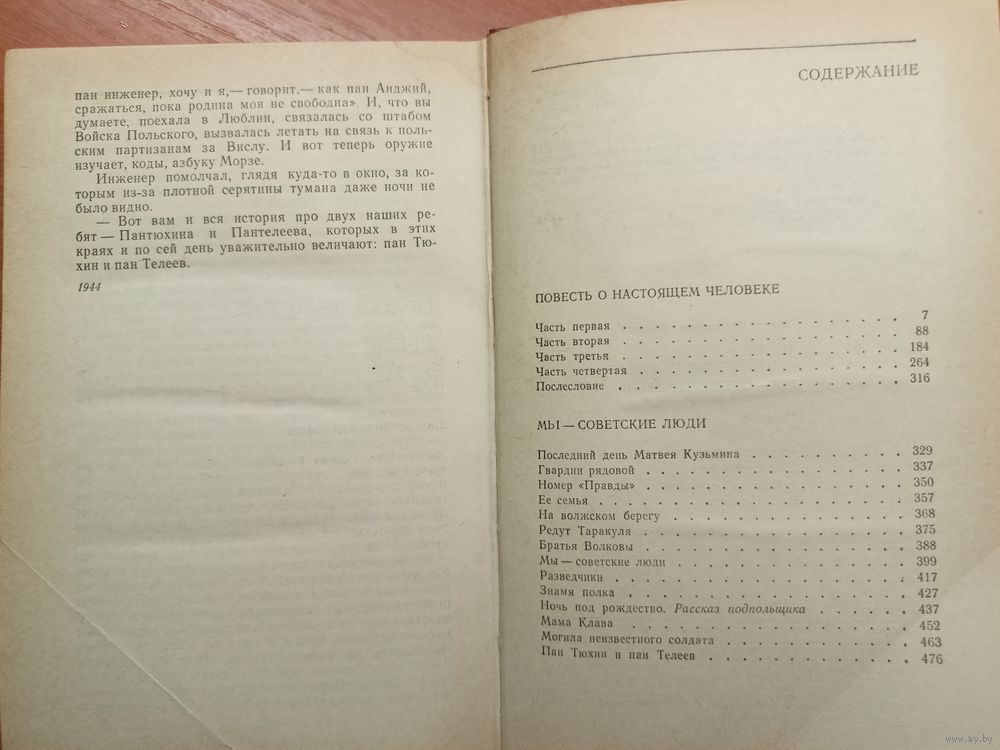 пан инженер, хочу и я,— говорит,— как пан Анджий,
сражаться, пока родина моя не свободна». И, что вы
думаете, поехала в Люблин, связалась со штабом
Войска Польского, вызвалась летать на связь к поль-
ским партизанам за Вислу. И вот теперь оружие
изучает, коды, азбуку Морзе.
Инженер помолчал, глядя куда-то в окно, за ко-
торым из-за плотной серятины тумана даже ночи не
было видно.
— Вот вам и вся история про двух наших ре-
бят — Пантюхина и Пантелеева, которых в этих
краях и по сей день уважительно величают: пан Тю-
хин и пан Телеев.
1944
СОДЕРЖАНИЕ
ПОВЕСТЬ О НАСТОЯЩЕМ ЧЕЛОВЕКЕ
Часть первая . . . . . . . . . . . . . . . . . 7
Часть вторая . . . . . . . . . . . . . . . . . 88
Часть третья . . . . . . . . . . . . . . . . . 184
Часть четвертая . . . . . . . . . . . . . . . . 264
Послесловие . . . . . . . . . . . . . . . . . 316
МЫ — СОВЕТСКИЕ ЛЮДИ
Последний день Матвея Кузьмина . . . . . . . . . . 329
Гвардии рядовой . . . . . . . . . . . . . . . . 337
Номер «Правды» . . . . . . . . . . . . . . . . 350
Ее семья . . . . . . . . . . . . . . . . . . 357
На волжском берегу . . . . . . . . . . . . . . 368
Редут Таракуля . . . . . . . . . . . . . . . . 375
Братья Волковы . . . . . . . . . . . . . . . . 388
Мы — советские люди . . . . . . . . . . . . . . 399
Разведчики . . . . . . . . . . . . . . . . . 417
Знамя полка . . . . . . . . . . . . . . . . . 427
Ночь под рождество. Рассказ подпольщика . . . . . . 437
Мама Клава . . . . . . . . . . . . . . . . . 452
Могила неизвестного солдата . . . . . . . . . . . 463
Пан Тюхин и пан Телеев . . . . . . . . . . . . 476
www.ay.by